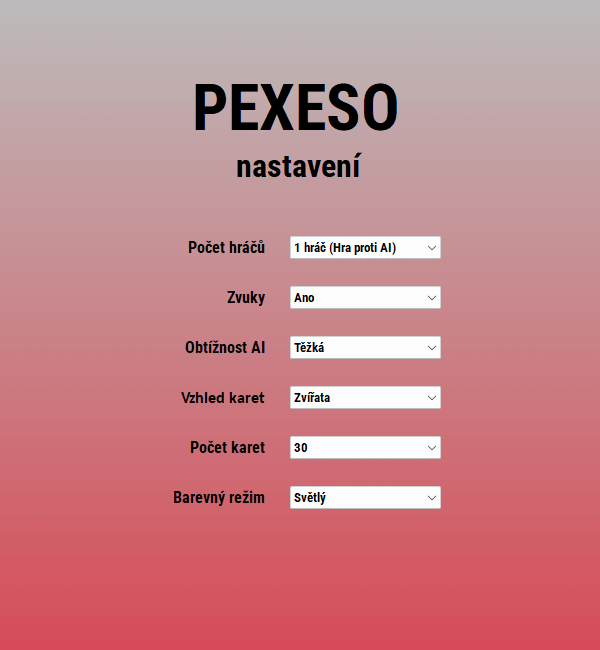 PEXESO
nastavení
Počet hráčů 1 hráč (Hra proti AI)
Zvuky Ano
Obtížnost AI Těžká
Vzhled karet Zvířata
Počet karet 30
Barevný režim Světlý